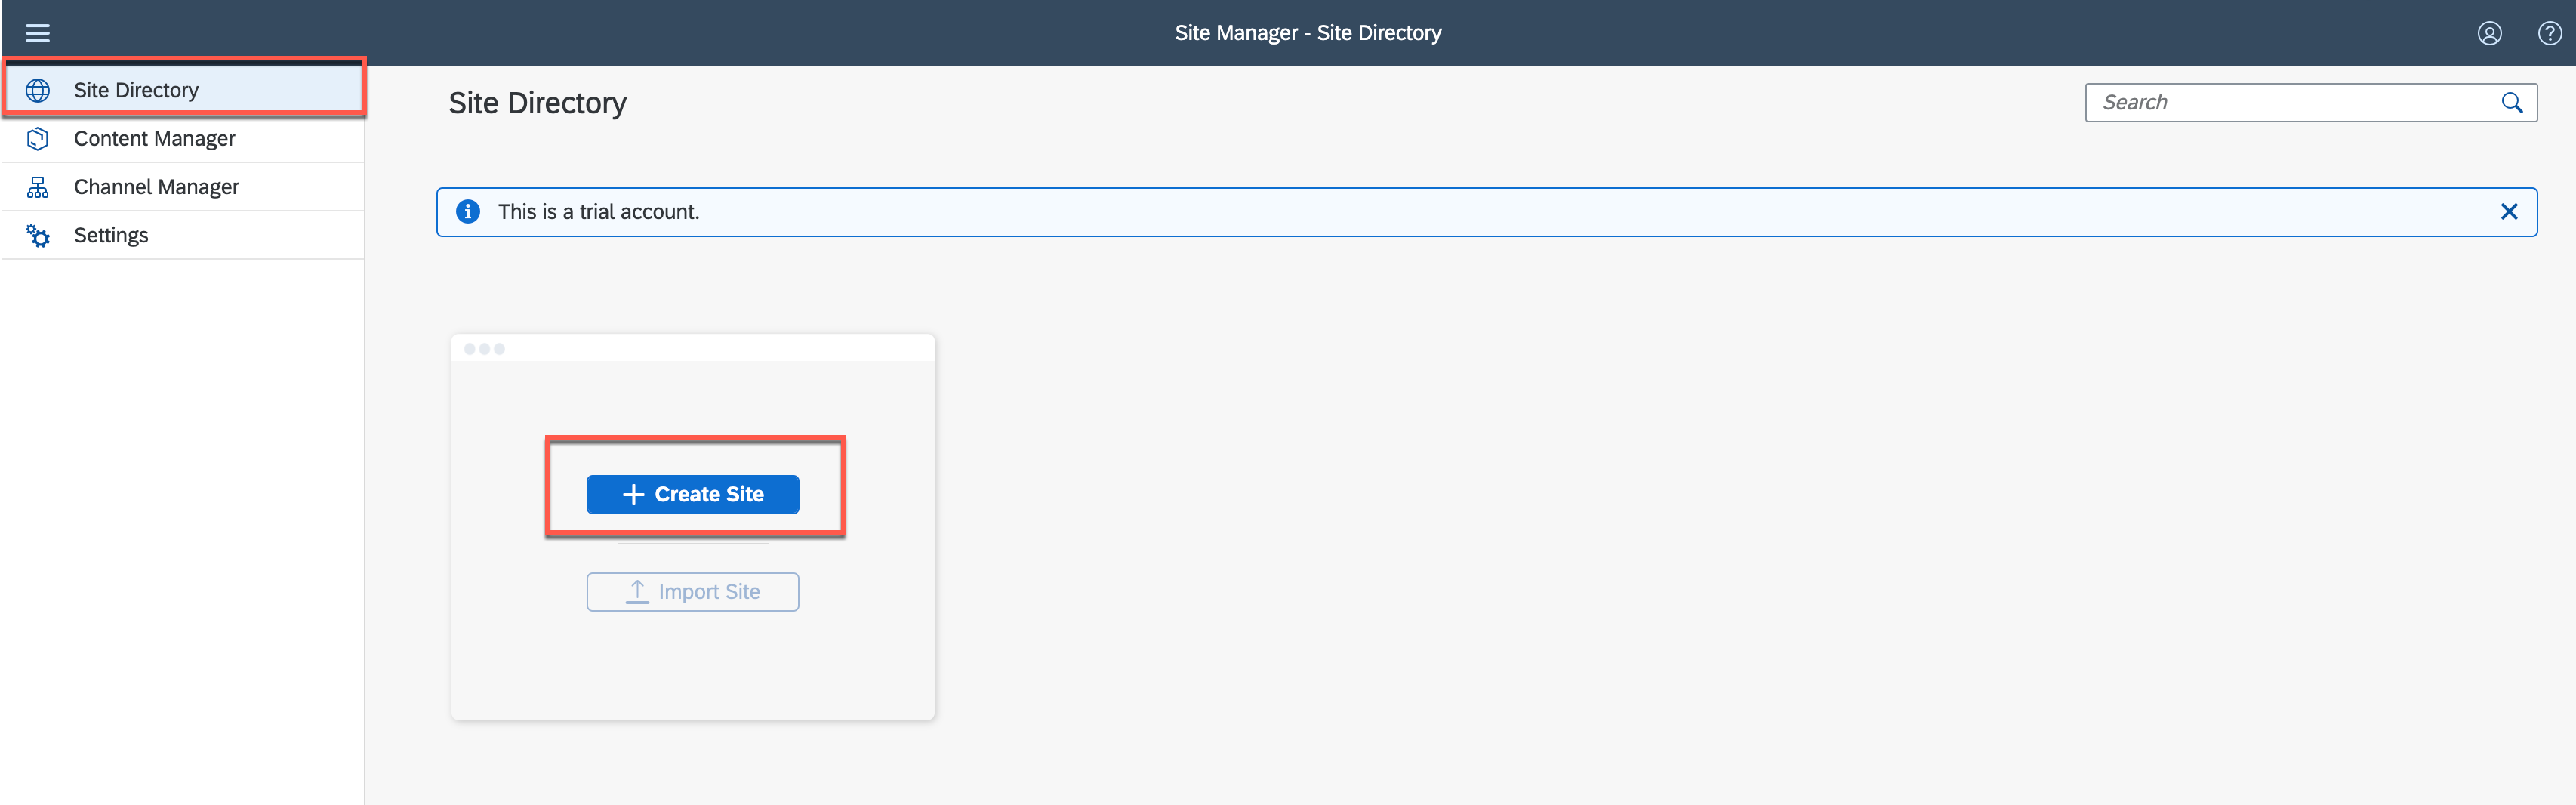 Site Manager - Site Directory
Site Directory
Content Manager
Channel Manager
Settings
Site Directory
Search
This is a trial account.
Create Site
Import Site